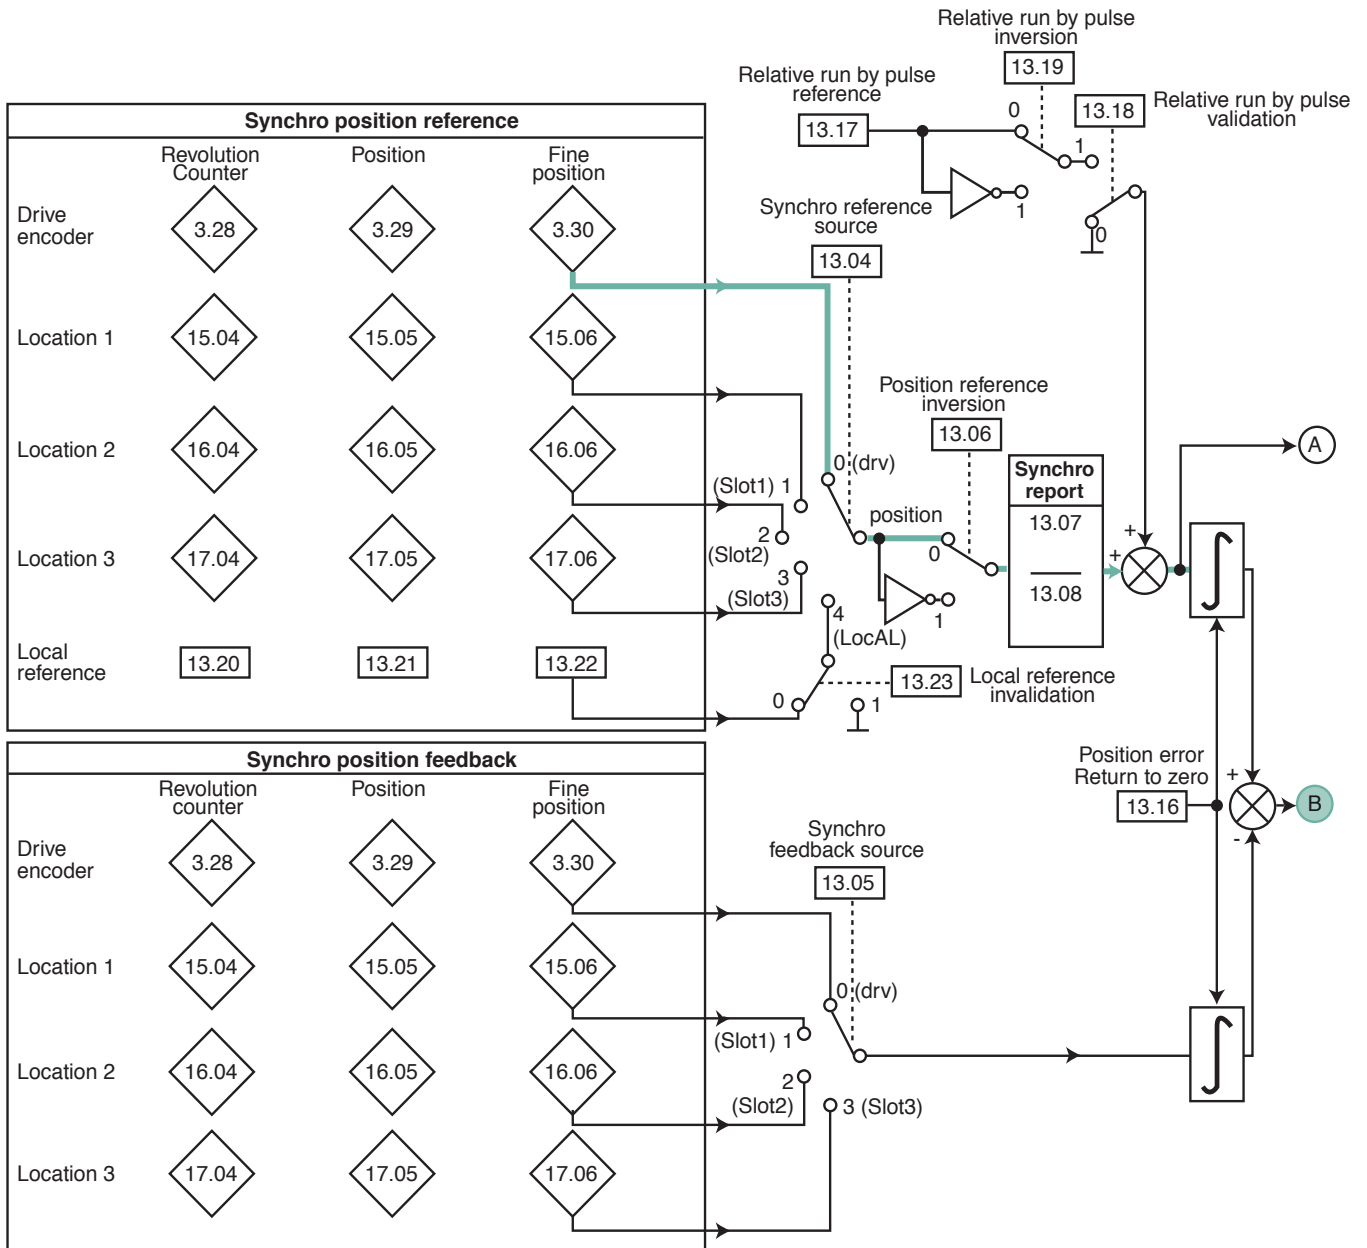 Relative run by pulse
inversion
13.19
Relative run by pulse
reference
13.17
0
1
1
13.18
Relative run by pulse
validation
0
Synchro position reference
Revolution
Counter
Position
Fine
position
Drive
encoder
3.28
3.29
3.30
Location 1
15.04
15.05
15.06
Location 2
16.04
16.05
16.06
Location 3
17.04
17.05
17.06
Local
reference
13.20
13.21
13.22
Synchro reference
source
13.04
0 (drv)
(Slot1) 1
2
(Slot2)
3
(Slot3)
4
(LocAL)
0
1
13.23
Local reference
invalidation
position
Position reference
inversion
13.06
0
1
Synchro
report
13.07
13.08
+
+
A
Synchro position feedback
Revolution
counter
Position
Fine
position
Drive
encoder
3.28
3.29
3.30
Location 1
15.04
15.05
15.06
Location 2
16.04
16.05
16.06
Location 3
17.04
17.05
17.06
Synchro
feedback source
13.05
0 (drv)
(Slot1) 1
2
(Slot2)
3 (Slot3)
Position error
Return to zero
13.16
+
-
B